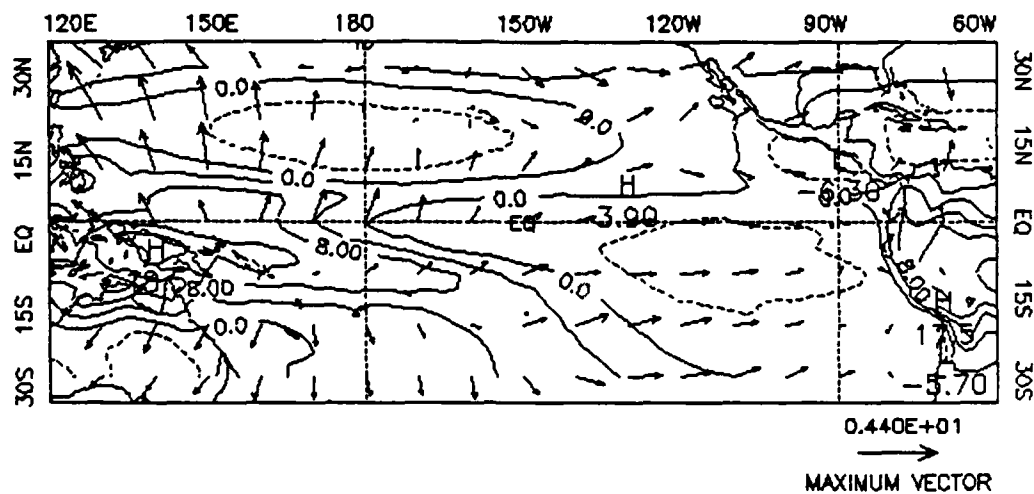 120E 150E 180 150W 120W 90W 60W
30N 30N
0.0
0.0
15N 15N
0.0
H
0.0
3.90
EQ EQ EQ
H
8.00
8.00
0.0
8.00
H
15S 15S
0.0
30S 30S
-5.70
0.440E+01
MAXIMUM VECTOR